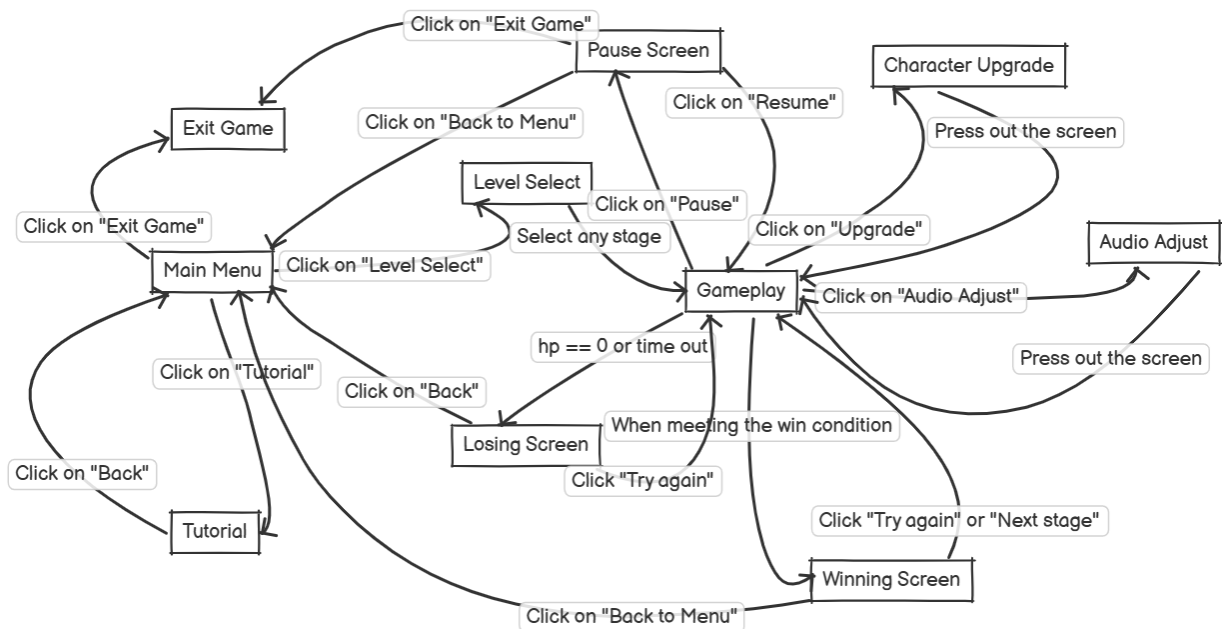 Click on "Exit Game"
Pause Screen
Character Upgrade
Click on "Resume"
Exit Game
Click on "Back to Menu"
Press out the screen
Level Select
Click on "Pause"
Click on "Exit Game"
Select any stage
Click on "Upgrade"
Audio Adjust
Main Menu
Click on "Level Select"
Gameplay
Click on "Audio Adjust"
hp == 0 or time out
Press out the screen
Click on "Tutorial"
Click on "Back"
When meeting the win condition
Losing Screen
Click on "Back"
Click "Try again"
Click "Try again" or "Next stage"
Tutorial
Winning Screen
Click on "Back to Menu"